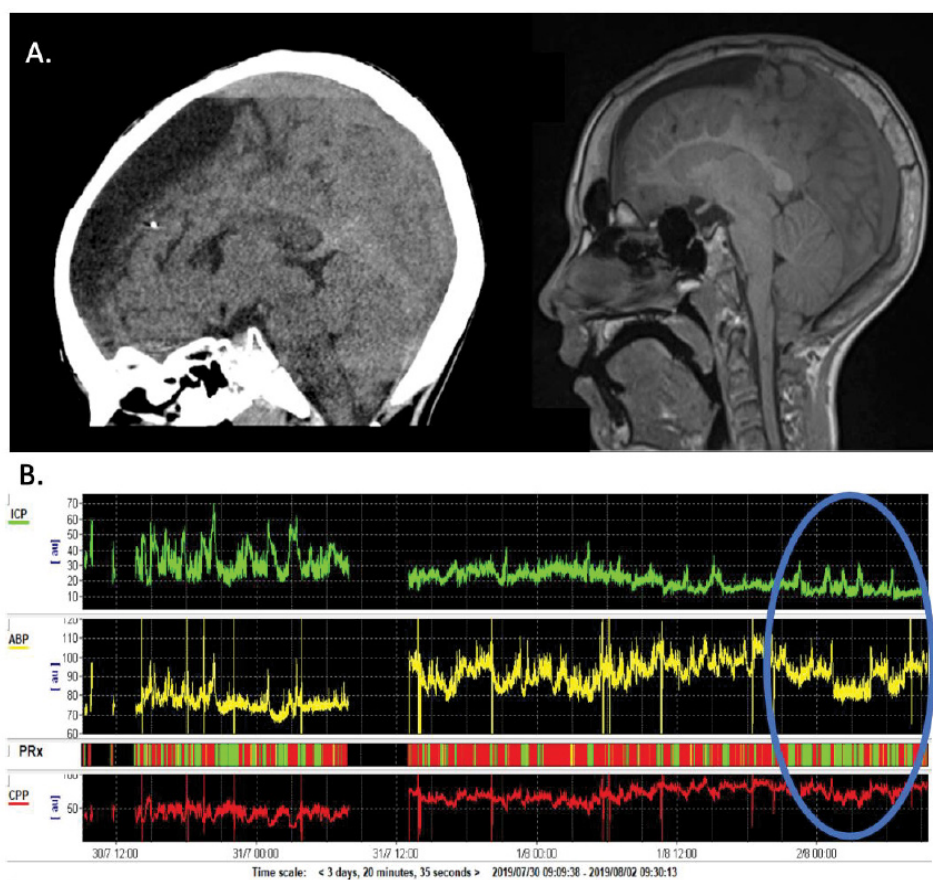 A.
B.
ICP
[ au]
70
60
50
40
30
20
10
ABP
[ au]
120
110
100
90
80
70
60
PRx
CPP
[ au]
100
50
30/7 12:00
31/7 00:00
31/7 12:00
1/8 00:00
1/8 12:00
2/8 00:00
Time scale: < 3 days, 20 minutes, 35 seconds > 2019/07/30 09:09:38 - 2019/08/02 09:30:13